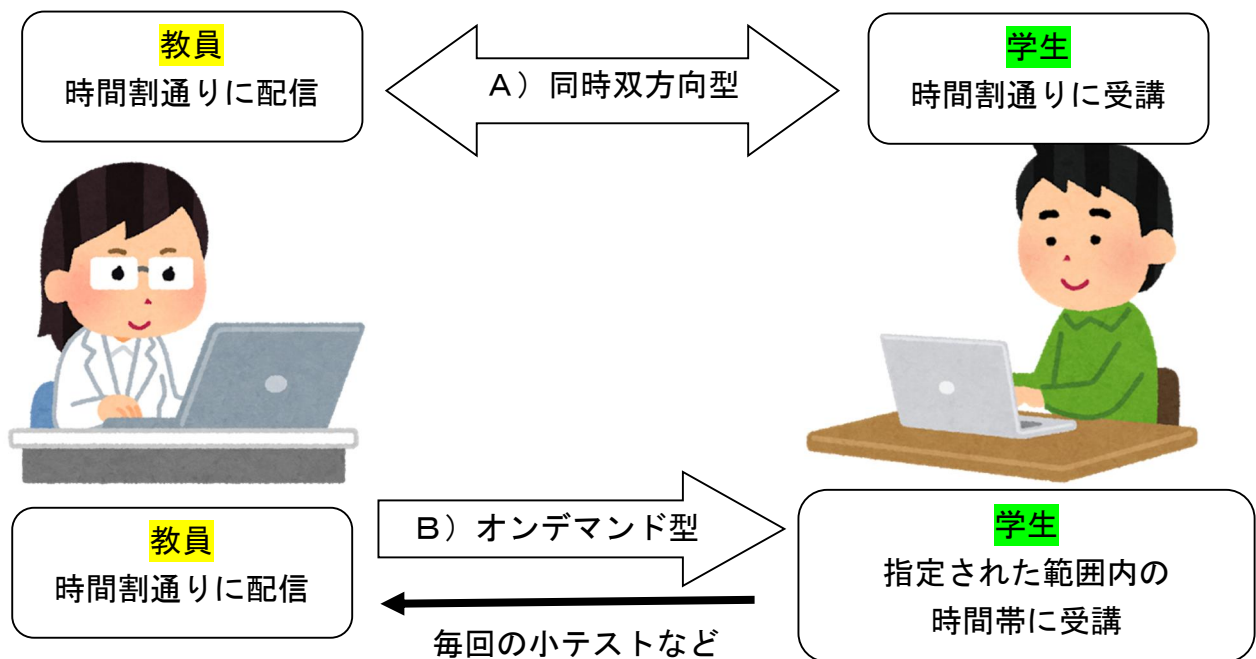 教員
時間割通りに配信
A）同時双方向型
学生
時間割通りに受講
教員
時間割通りに配信
B）オンデマンド型
毎回の小テストなど
学生
指定された範囲内の
時間帯に受講